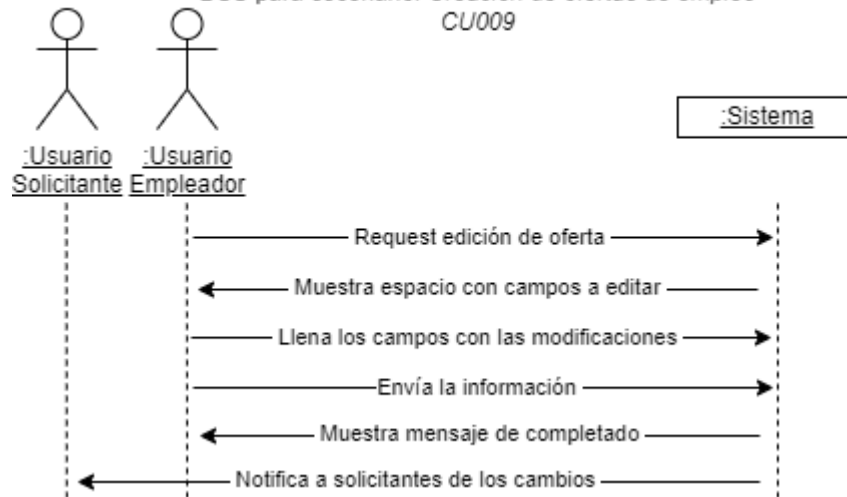 CU009
:Sistema
:Usuario
Solicitante
:Usuario
Empleador
Request edición de oferta
Muestra espacio con campos a editar
Llena los campos con las modificaciones
Envía la información
Muestra mensaje de completado
Notifica a solicitantes de los cambios